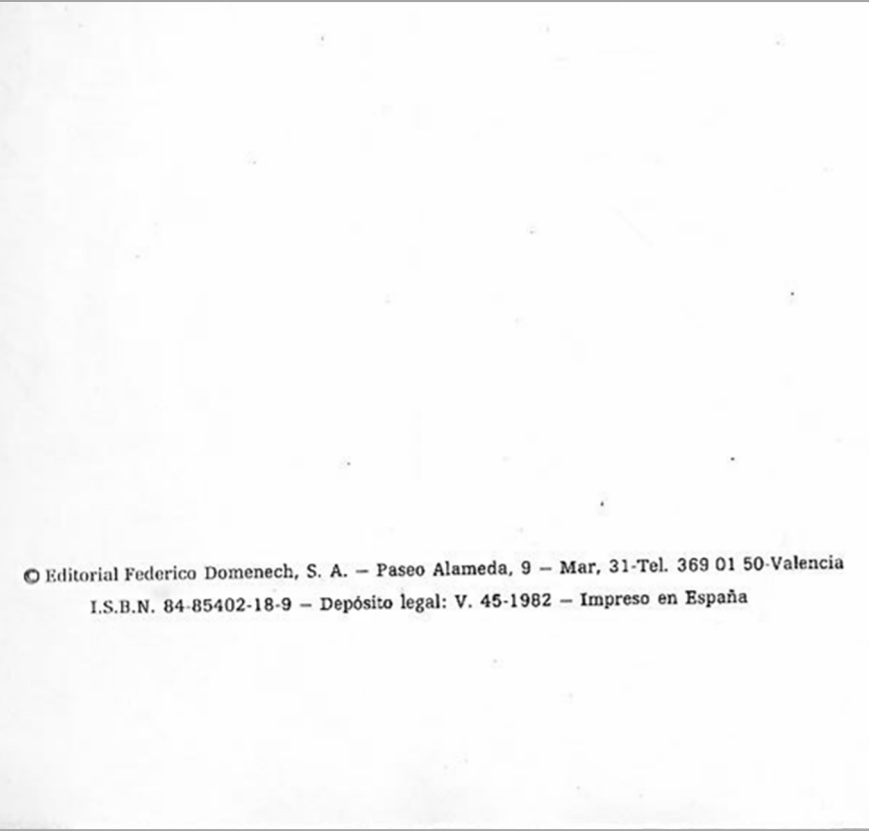 © Editorial Federico Domenech, S. A. — Paseo Alameda, 9 — Mar, 31-Tel. 369 01 50-Valencia
I.S.B.N. 84-85402-18-9 — Depósito legal: V. 45-1982 — Impreso en España